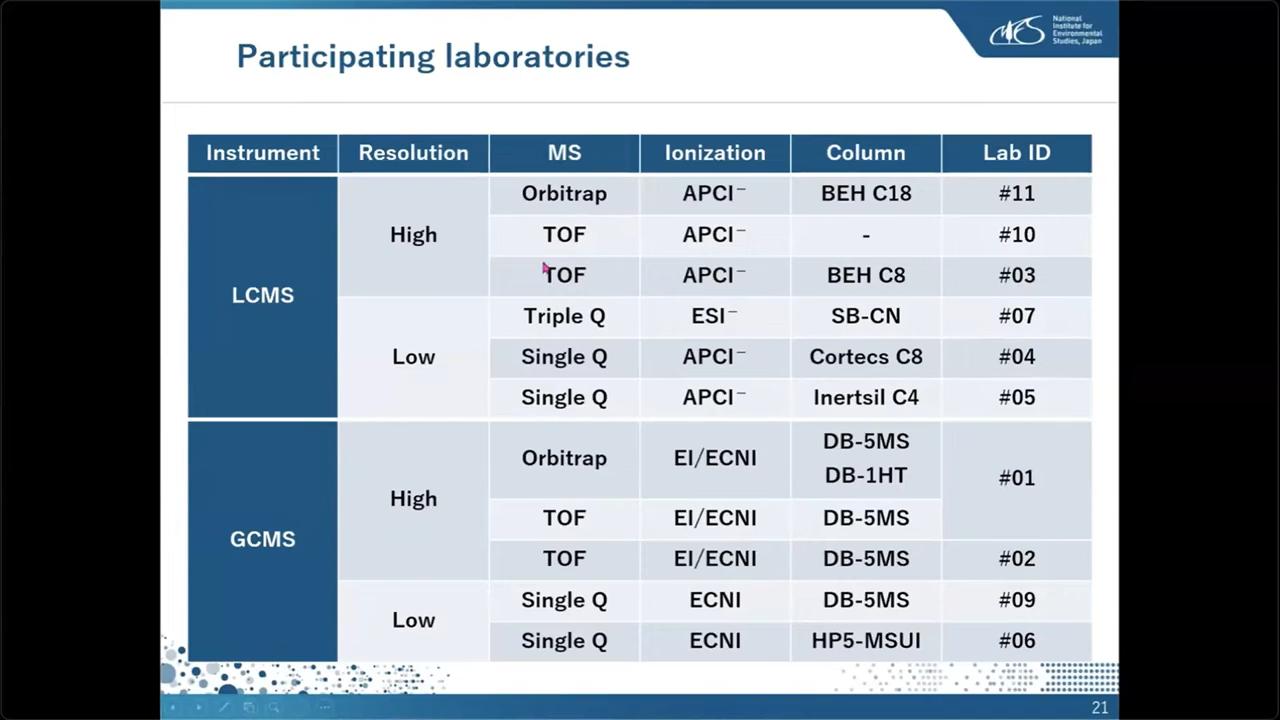 Participating laboratories
National
Institute for
Environmental
Studies, Japan
Instrument Resolution MS Ionization Column Lab ID
LCMS
High
Orbitrap APCI⁻ BEH C18 #11
TOF APCI⁻ - #10
TOF APCI⁻ BEH C8 #03
Low
Triple Q ESI⁻ SB-CN #07
Single Q APCI⁻ Cortecs C8 #04
Single Q APCI⁻ Inertsil C4 #05
GCMS
High
Orbitrap EI/ECNI DB-5MS
DB-1HT
#01
TOF EI/ECNI DB-5MS
TOF EI/ECNI DB-5MS #02
Low
Single Q ECNI DB-5MS #09
Single Q ECNI HP5-MSUI #06
21